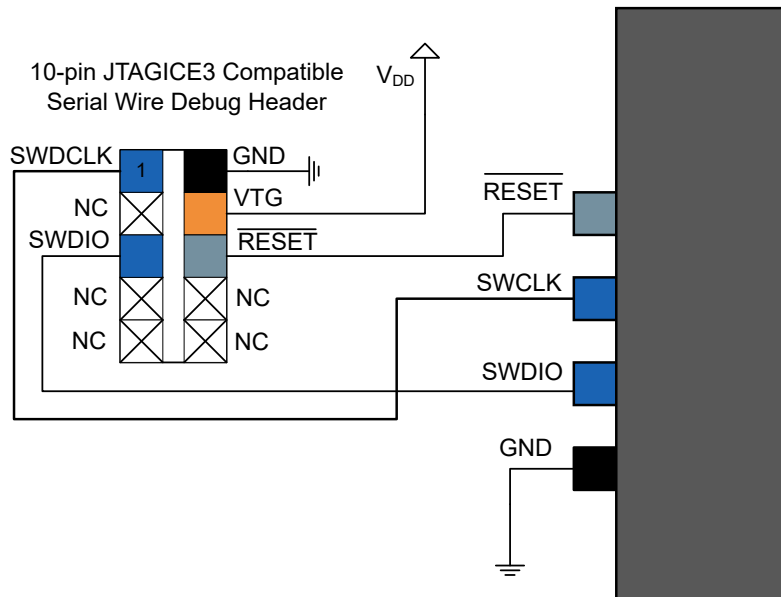 10-pin JTAGICE3 Compatible
Serial Wire Debug Header
VDD
SWDCLK
1
GND
NC
VTG
SWDIO
RESET
NC
NC
NC
NC
RESET
SWCLK
SWDIO
GND